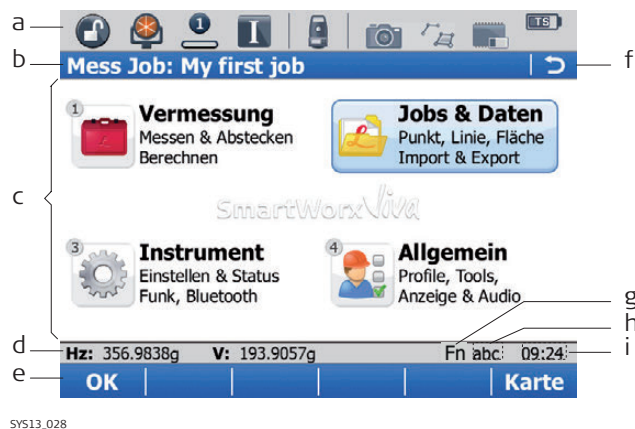 a
1
I
TS
b
Mess Job: My first job
f
c
1
Vermessung
Messen & Abstecken
Berechnen
Jobs & Daten
Punkt, Linie, Fläche
Import & Export
SmartWorx Viva
3
Instrument
Einstellen & Status
Funk, Bluetooth
4
Allgemein
Profile, Tools,
Anzeige & Audio
g
h
d
Hz: 356.9838g V: 193.9057g
Fn abc 09:24
i
e
OK
Karte
SYS13_028